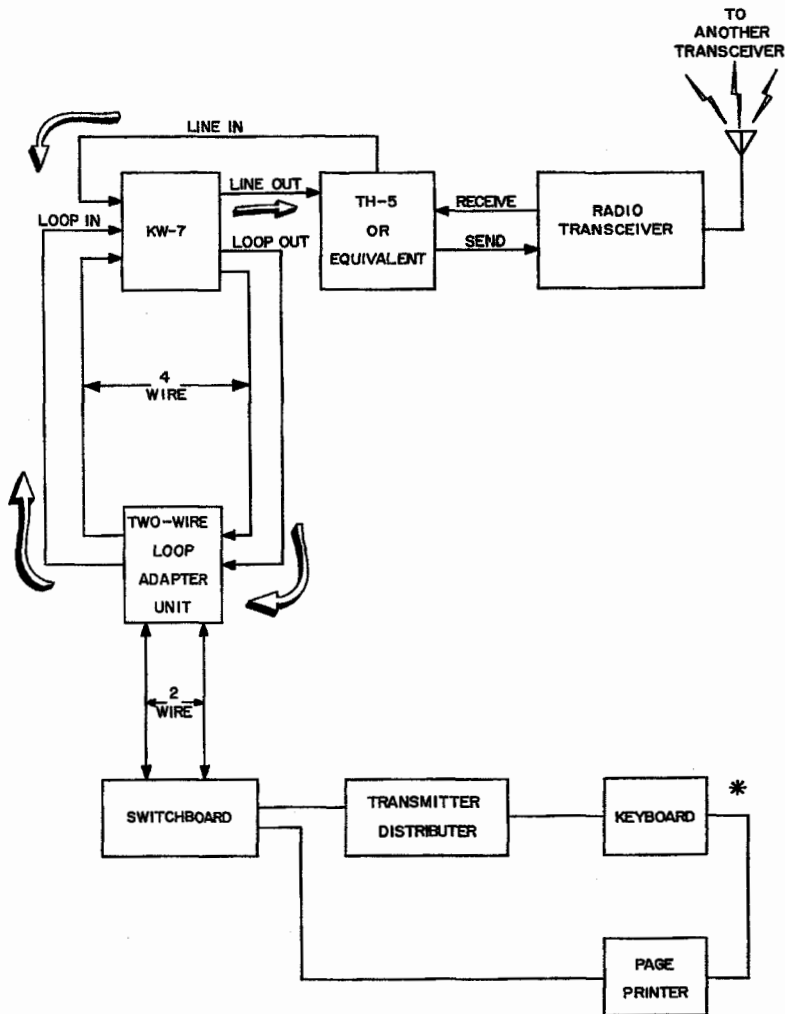 TO
ANOTHER
TRANSCEIVER
LINE IN
LINE OUT
LOOP IN
KW-7
LOOP OUT
TH-5
OR
EQUIVALENT
RECEIVE
SEND
RADIO
TRANSCEIVER
4
WIRE
TWO-WIRE
LOOP
ADAPTER
UNIT
2
WIRE
SWITCHBOARD
TRANSMITTER
DISTRIBUTER
KEYBOARD
*
PAGE
PRINTER